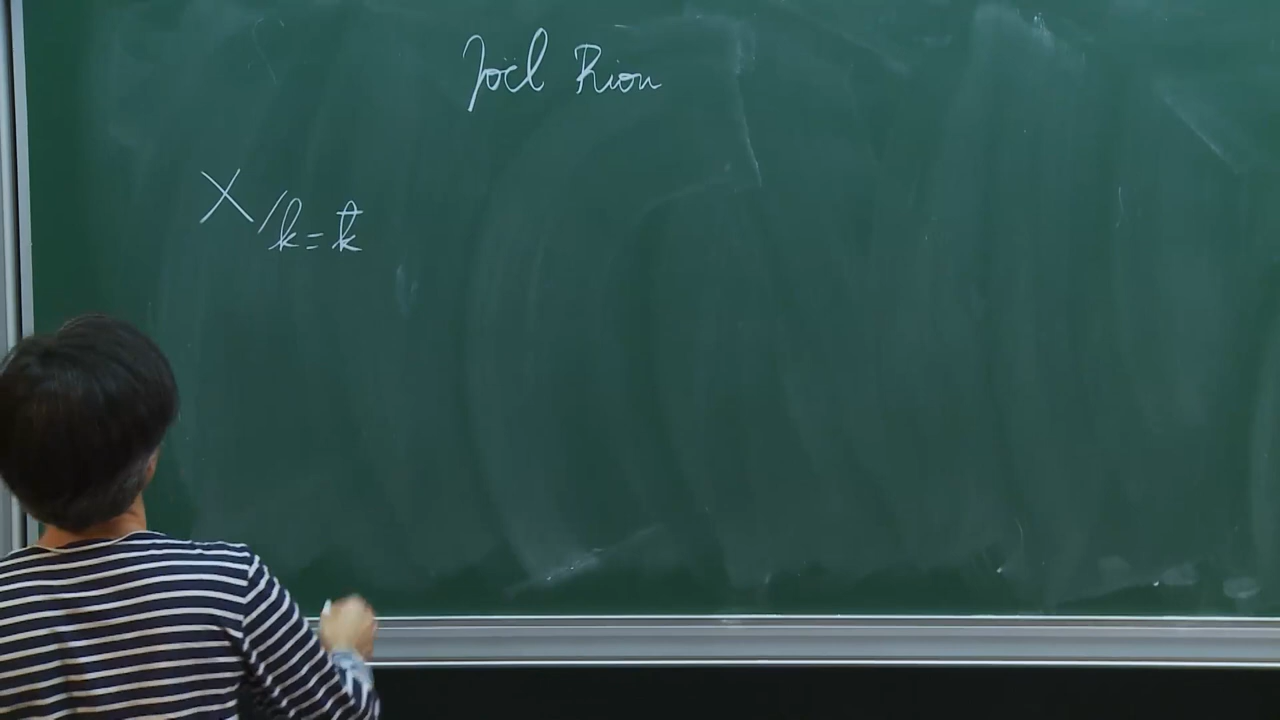 Joël Riou
X/k = k̄